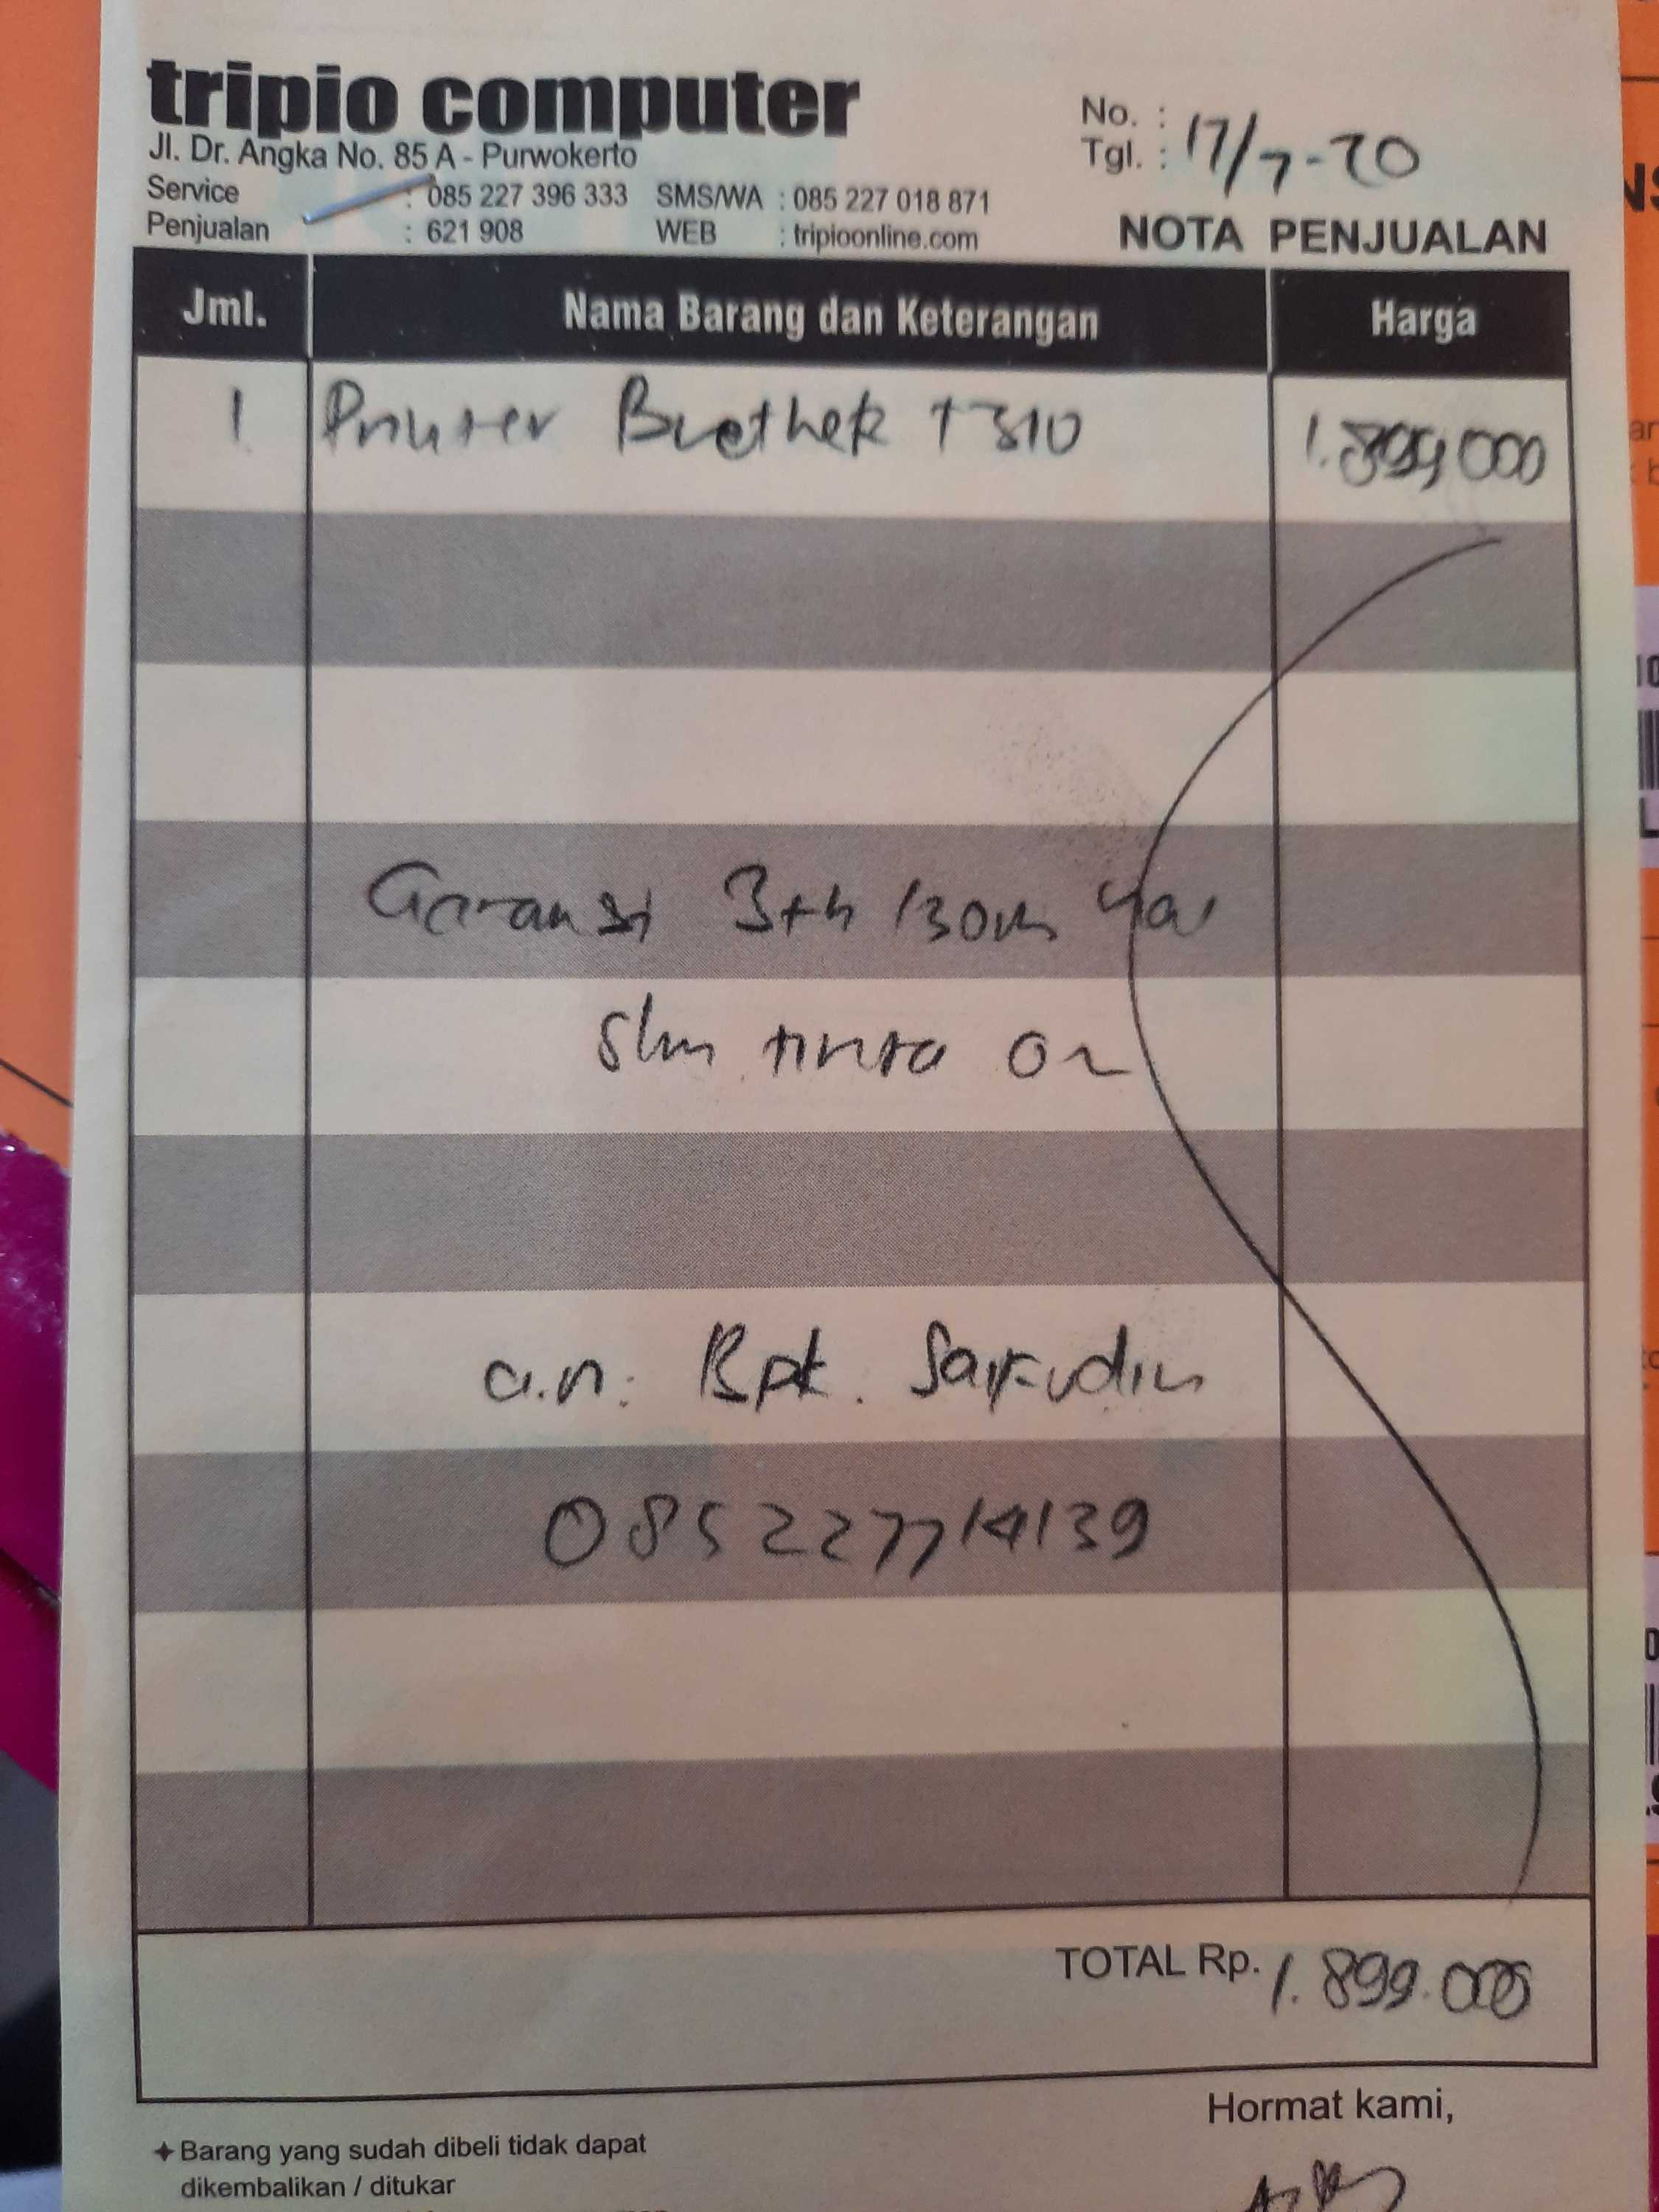 tripio computer
Jl. Dr. Angka No. 85 A - Purwokerto
Service : 085 227 396 333 SMS/WA : 085 227 018 871
Penjualan : 621 908 WEB : tripioonline.com
No. :
Tgl. : 17/7-20
NOTA PENJUALAN
Jml. Nama Barang dan Keterangan Harga
1 Printer Brother T310 1.899.000
Garansi 3th /30rb
Slm tinta ori
a.n. Bpk. Sayfudin
085227714139
TOTAL Rp. 1.899.000
Hormat kami,
Barang yang sudah dibeli tidak dapat
dikembalikan / ditukar